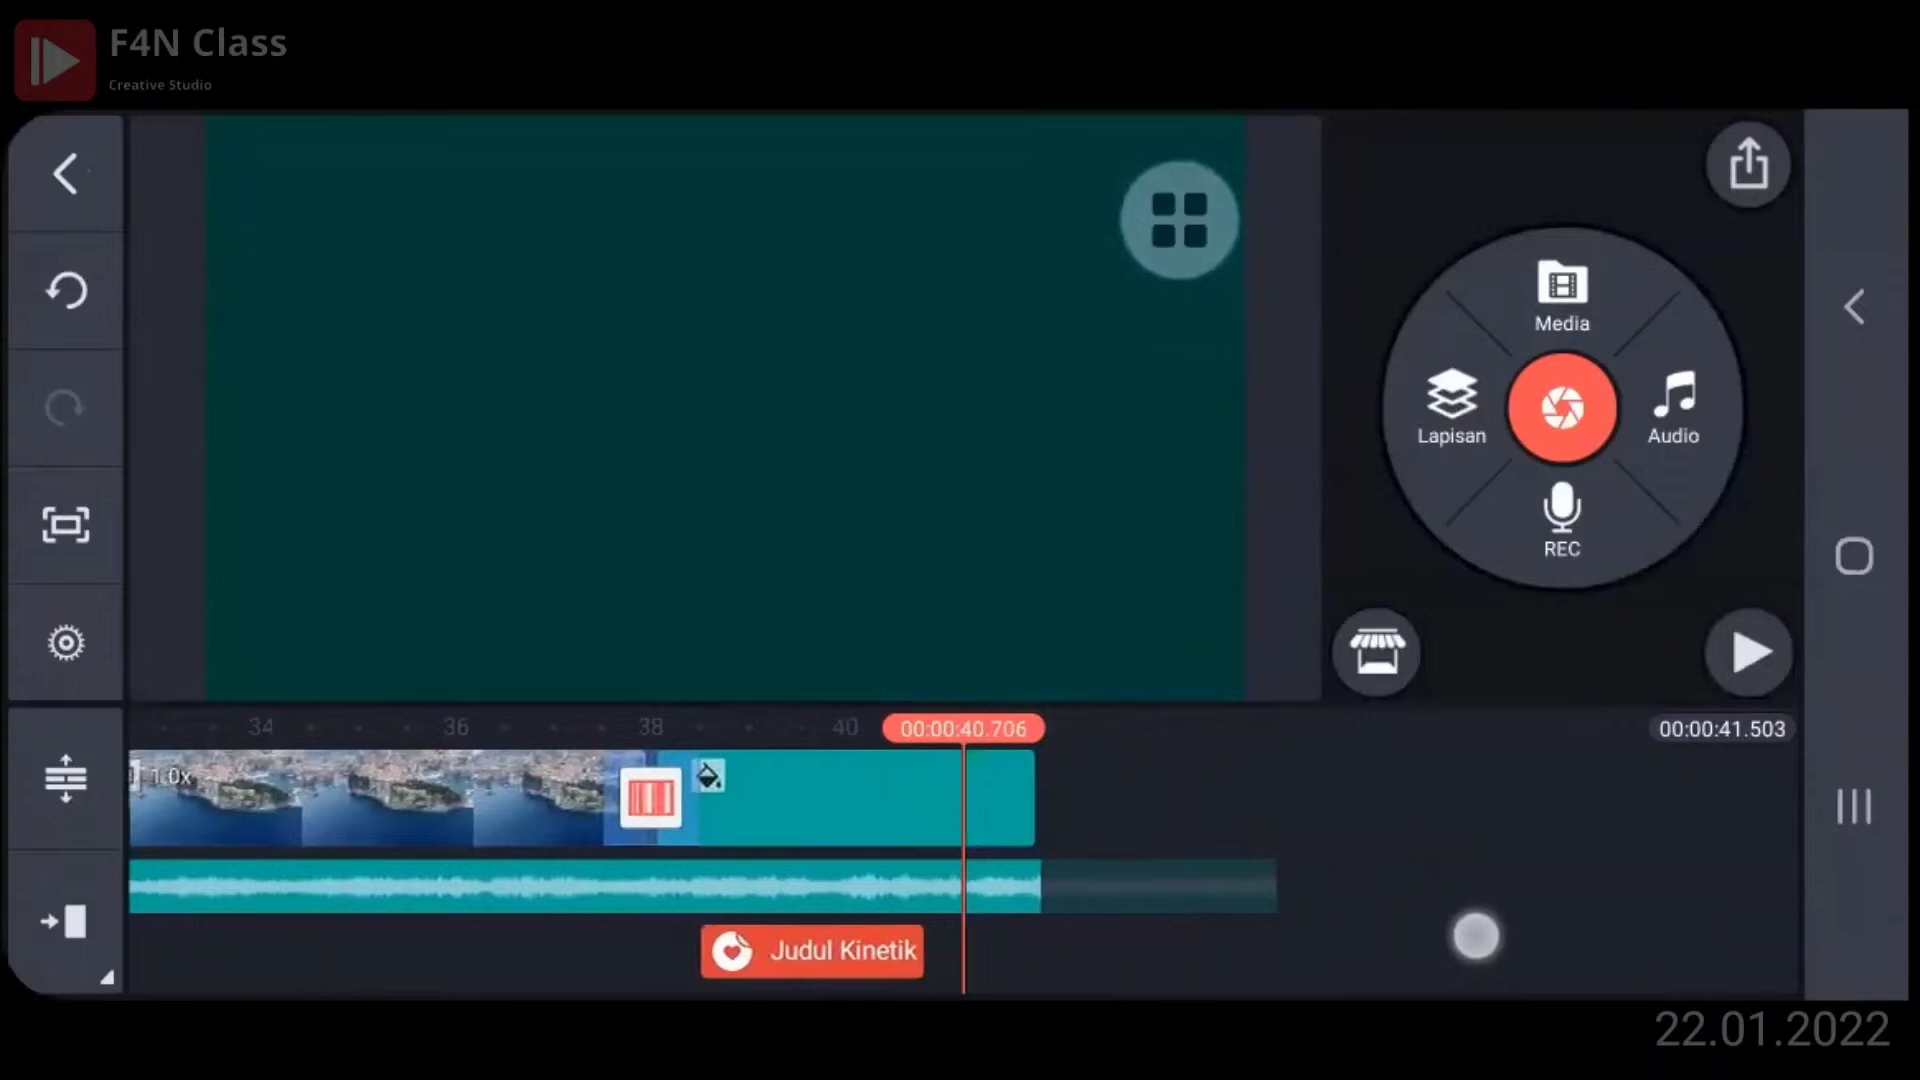 F4N Class
Creative Studio
Media
Lapisan
Audio
REC
34
36
38
40
00:00:40.706
00:00:41.503
1.0x
Judul Kinetik
22.01.2022